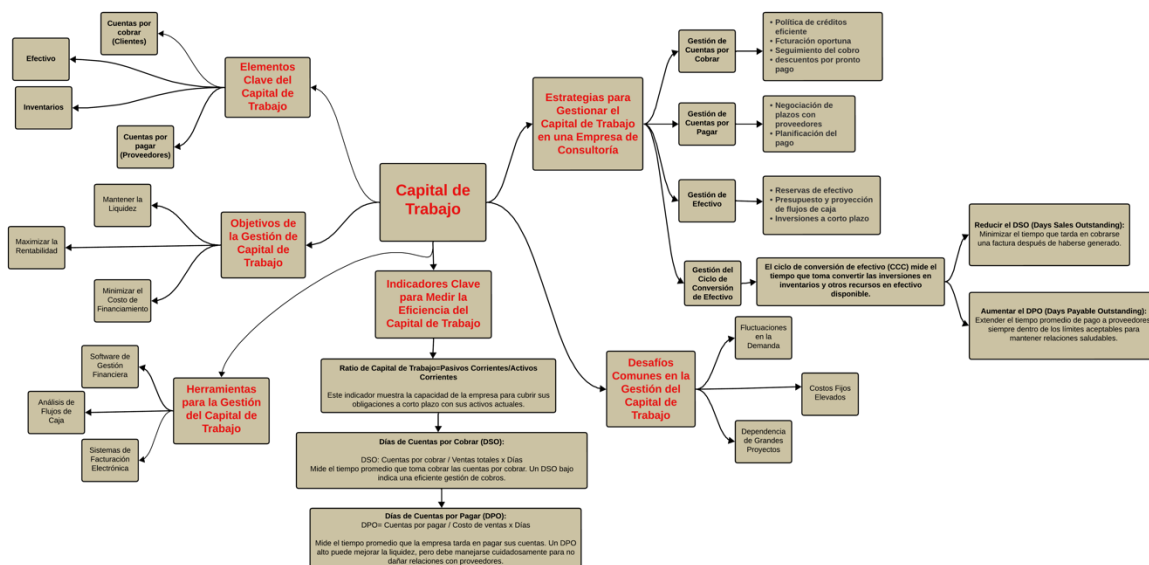 Capital de
Trabajo
Elementos
Clave del
Capital de
Trabajo
Cuentas por
cobrar
(Clientes)
Efectivo
Inventarios
Cuentas por
pagar
(Proveedores)
Objetivos de
la Gestión de
Capital de
Trabajo
Mantener la
Liquidez
Maximizar la
Rentabilidad
Minimizar el
Costo de
Financiamiento
Herramientas
para la Gestión
del Capital de
Trabajo
Software de
Gestión
Financiera
Análisis de
Flujos de
Caja
Sistemas de
Facturación
Electrónica
Indicadores Clave
para Medir la
Eficiencia del
Capital de Trabajo
Ratio de Capital de Trabajo=Pasivos Corrientes/Activos
Corrientes
Este indicador muestra la capacidad de la empresa para cubrir sus
obligaciones a corto plazo con sus activos actuales.
Días de Cuentas por Cobrar (DSO):
DSO: Cuentas por cobrar / Ventas totales x Días
Mide el tiempo promedio que toma cobrar las cuentas por cobrar. Un DSO bajo
indica una eficiente gestión de cobros.
Días de Cuentas por Pagar (DPO):
DPO= Cuentas por pagar / Costo de ventas x Días
Mide el tiempo promedio que la empresa tarda en pagar sus cuentas. Un DPO
alto puede mejorar la liquidez, pero debe manejarse cuidadosamente para no
dañar relaciones con proveedores.
Estrategias para
Gestionar el
Capital de Trabajo
en una Empresa de
Consultoría
Gestión de
Cuentas por
Cobrar
• Política de créditos
eficiente
• Fcturación oportuna
• Seguimiento del cobro
• descuentos por pronto
pago
Gestión de
Cuentas por
Pagar
• Negociación de
plazos con
proveedores
• Planificación del
pago
Gestión de
Efectivo
• Reservas de efectivo
• Presupuesto y proyección
de flujos de caja
• Inversiones a corto plazo
Gestión del
Ciclo de
Conversión
de Efectivo
El ciclo de conversión de efectivo (CCC) mide el
tiempo que toma convertir las inversiones en
inventarios y otros recursos en efectivo
disponible.
Reducir el DSO (Days Sales Outstanding):
Minimizar el tiempo que tarda en cobrarse
una factura después de haberse generado.
Aumentar el DPO (Days Payable Outstanding):
Extender el tiempo promedio de pago a proveedores,
siempre dentro de los límites aceptables para
mantener relaciones saludables.
Desafíos
Comunes en la
Gestión del
Capital de
Trabajo
Fluctuaciones
en la
Demanda
Costos Fijos
Elevados
Dependencia
de Grandes
Proyectos